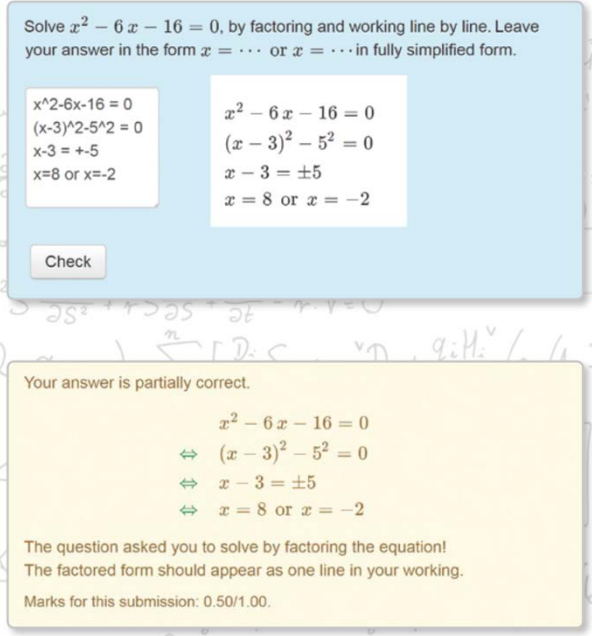 Solve x² − 6 x − 16 = 0, by factoring and working line by line. Leave
your answer in the form x = ⋯ or x = ⋯ in fully simplified form.
x^2-6x-16 = 0
(x-3)^2-5^2 = 0
x-3 = +-5
x=8 or x=-2
x² − 6 x − 16 = 0
(x − 3)² − 5² = 0
x − 3 = ±5
x = 8 or x = −2
Check
Your answer is partially correct.
x² − 6 x − 16 = 0
⇔ (x − 3)² − 5² = 0
⇔ x − 3 = ±5
⇔ x = 8 or x = −2
The question asked you to solve by factoring the equation!
The factored form should appear as one line in your working.
Marks for this submission: 0.50/1.00.